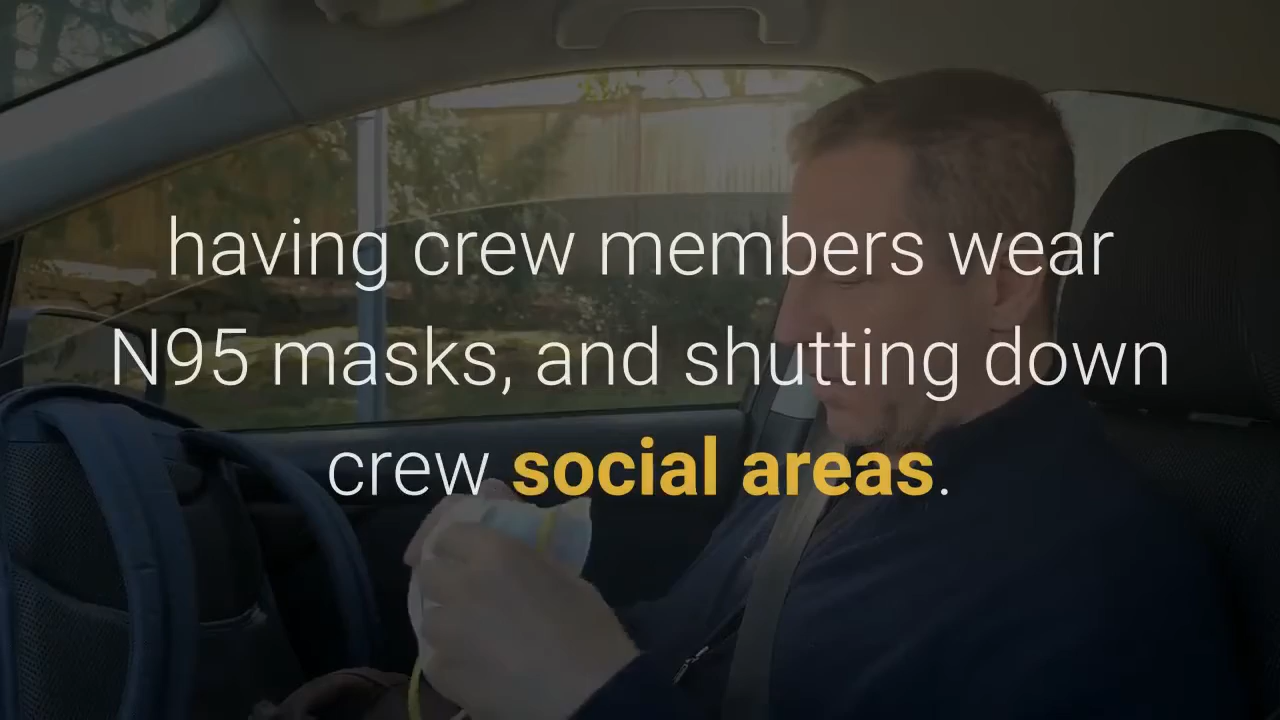 having crew members wear
N95 masks, and shutting down
crew social areas.